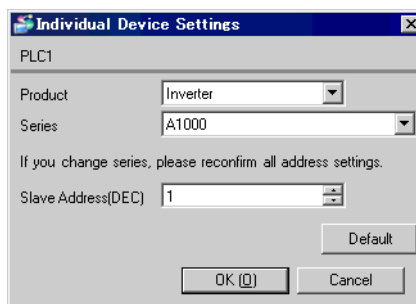 Individual Device Settings
PLC1
Product Inverter
Series A1000
If you change series, please reconfirm all address settings.
Slave Address(DEC) 1
Default
OK (O) Cancel